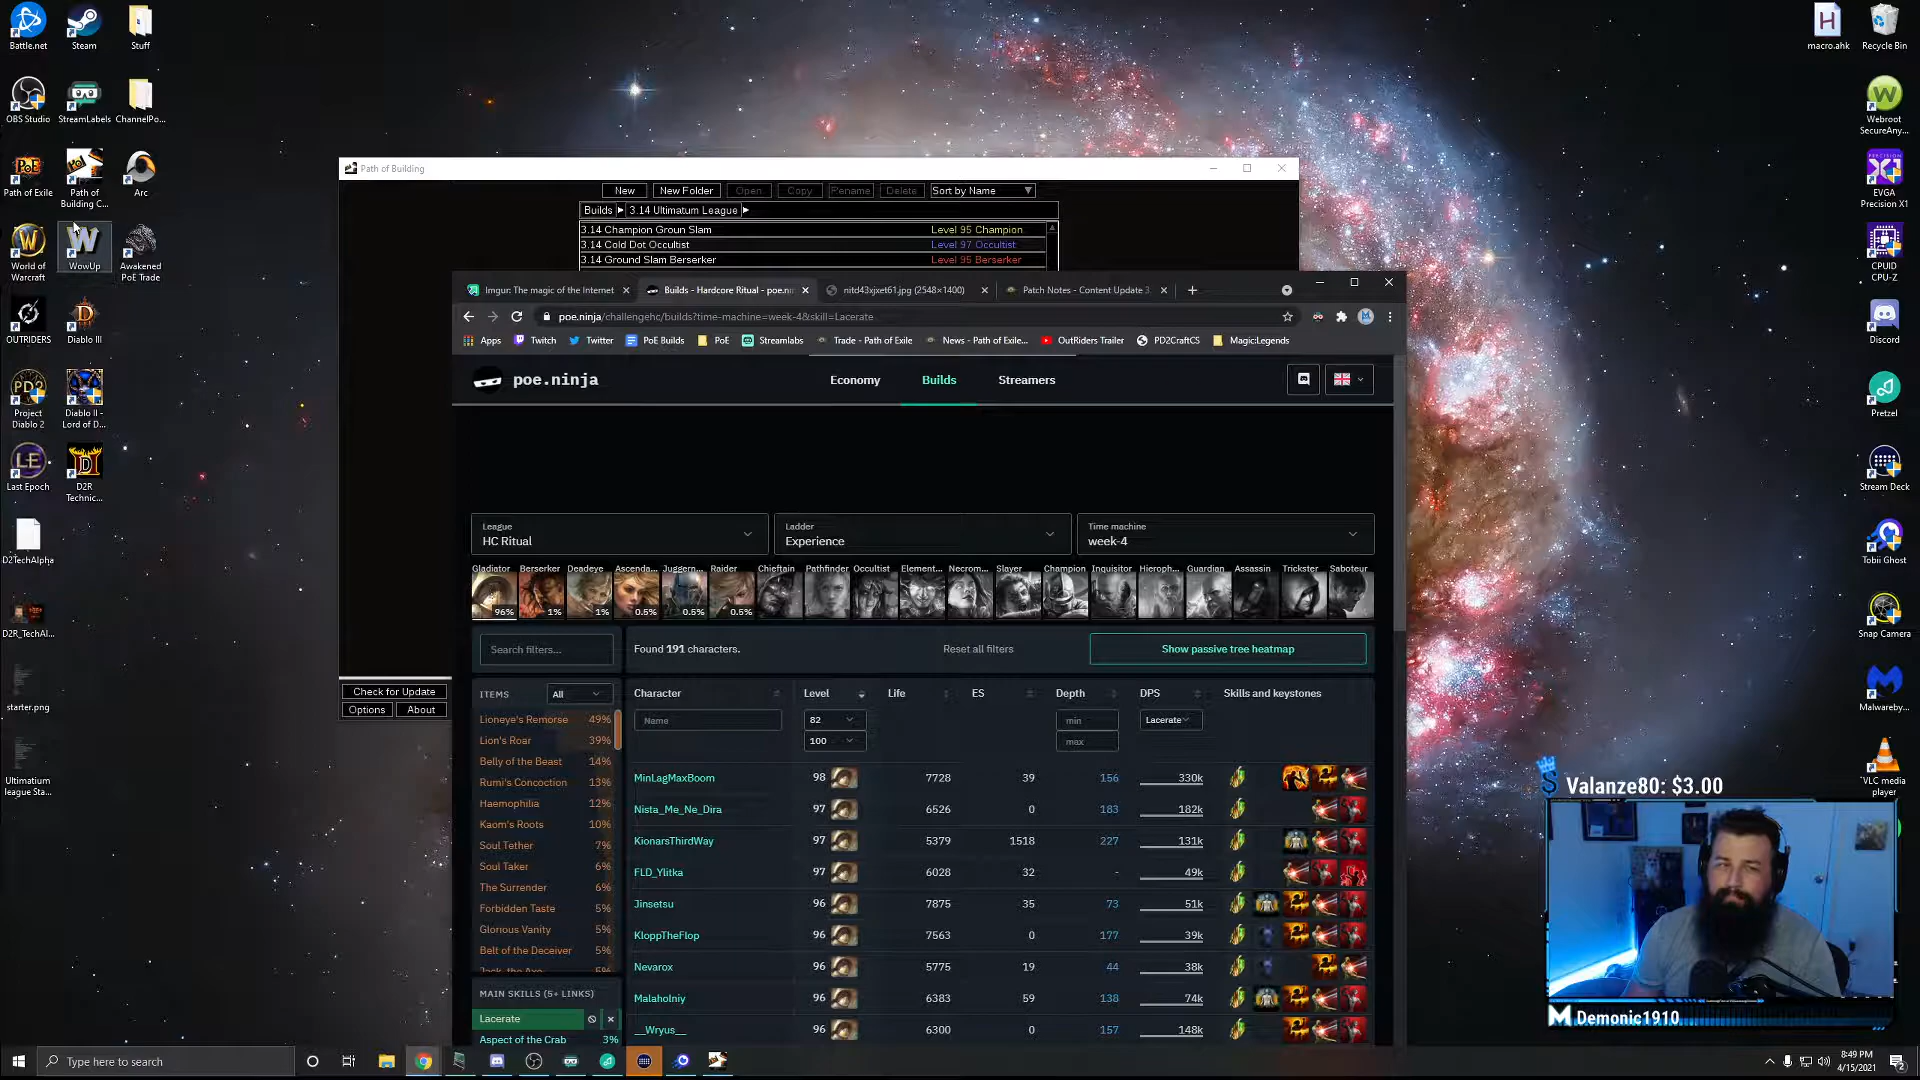 Battle.net
Steam
Stuff
OBS Studio
StreamLabels
ChannelPo...
Path of Exile
Path of Building C...
Arc
World of Warcraft
WowUp
Awakened PoE Trade
OUTRIDERS
Diablo III
Project Diablo 2
Diablo II - Lord of D...
Last Epoch
D2R Technic...
D2TechAlpha
D2R_TechAl...
starter.png
Ultimatium league Sta...
Path of Building
New
New Folder
Open
Copy
Rename
Delete
Sort by Name
Builds
3.14 Ultimatum League
3.14 Champion Groun Slam Level 95 Champion
3.14 Cold Dot Occultist Level 97 Occultist
3.14 Ground Slam Berserker Level 95 Berserker
Check for Update
Options
About
Imgur: The magic of the Internet
Builds - Hardcore Ritual - poe.nin
nitd43xjxet61.jpg (2548×1400)
Patch Notes - Content Update 3.
poe.ninja/challengehc/builds?time-machine=week-4&skill=Lacerate
Apps
Twitch
Twitter
PoE Builds
PoE
Streamlabs
Trade - Path of Exile
News - Path of Exile...
OutRiders Trailer
PD2CraftCS
Magic:Legends
poe.ninja
Economy
Builds
Streamers
League
HC Ritual
Ladder
Experience
Time machine
week-4
Gladiator Berserker Deadeye Ascenda... Juggern... Raider Chieftain Pathfinder Occultist Element... Necrom... Slayer Champion Inquisitor Hieroph... Guardian Assassin Trickster Saboteur
96% 1% 1% 0.5% 0.5% 0.5%
Search filters...
Found 191 characters.
Reset all filters
Show passive tree heatmap
ITEMS
All
Lioneye's Remorse 49%
Lion's Roar 39%
Belly of the Beast 14%
Rumi's Concoction 13%
Haemophilia 12%
Kaom's Roots 10%
Soul Tether 7%
Soul Taker 6%
The Surrender 6%
Forbidden Taste 5%
Glorious Vanity 5%
Belt of the Deceiver 5%
Jack, the Axe 5%
MAIN SKILLS (5+ LINKS)
Lacerate
Aspect of the Crab 3%
Character Level Life ES Depth DPS Skills and keystones
Name 82 min Lacerate
100 max
MinLagMaxBoom 98 7728 39 156 330k
Nista_Me_Ne_Dira 97 6526 0 183 182k
KionarsThirdWay 97 5379 1518 227 131k
FLD_Ylitka 97 6028 32 - 49k
Jinsetsu 96 7875 35 73 51k
KloppTheFlop 96 7563 0 177 39k
Nevarox 96 5775 19 44 38k
Malaholniy 96 6383 59 138 74k
__Wryus__ 96 6300 0 157 148k
macro.ahk
Recycle Bin
Webroot SecureAny...
EVGA Precision X1
CPUID CPU-Z
Discord
Pretzel
Stream Deck
Tobii Ghost
Snap Camera
Malwareby...
VLC media player
Valanze80: $3.00
Demonic1910
Type here to search
8:49 PM
4/15/2021